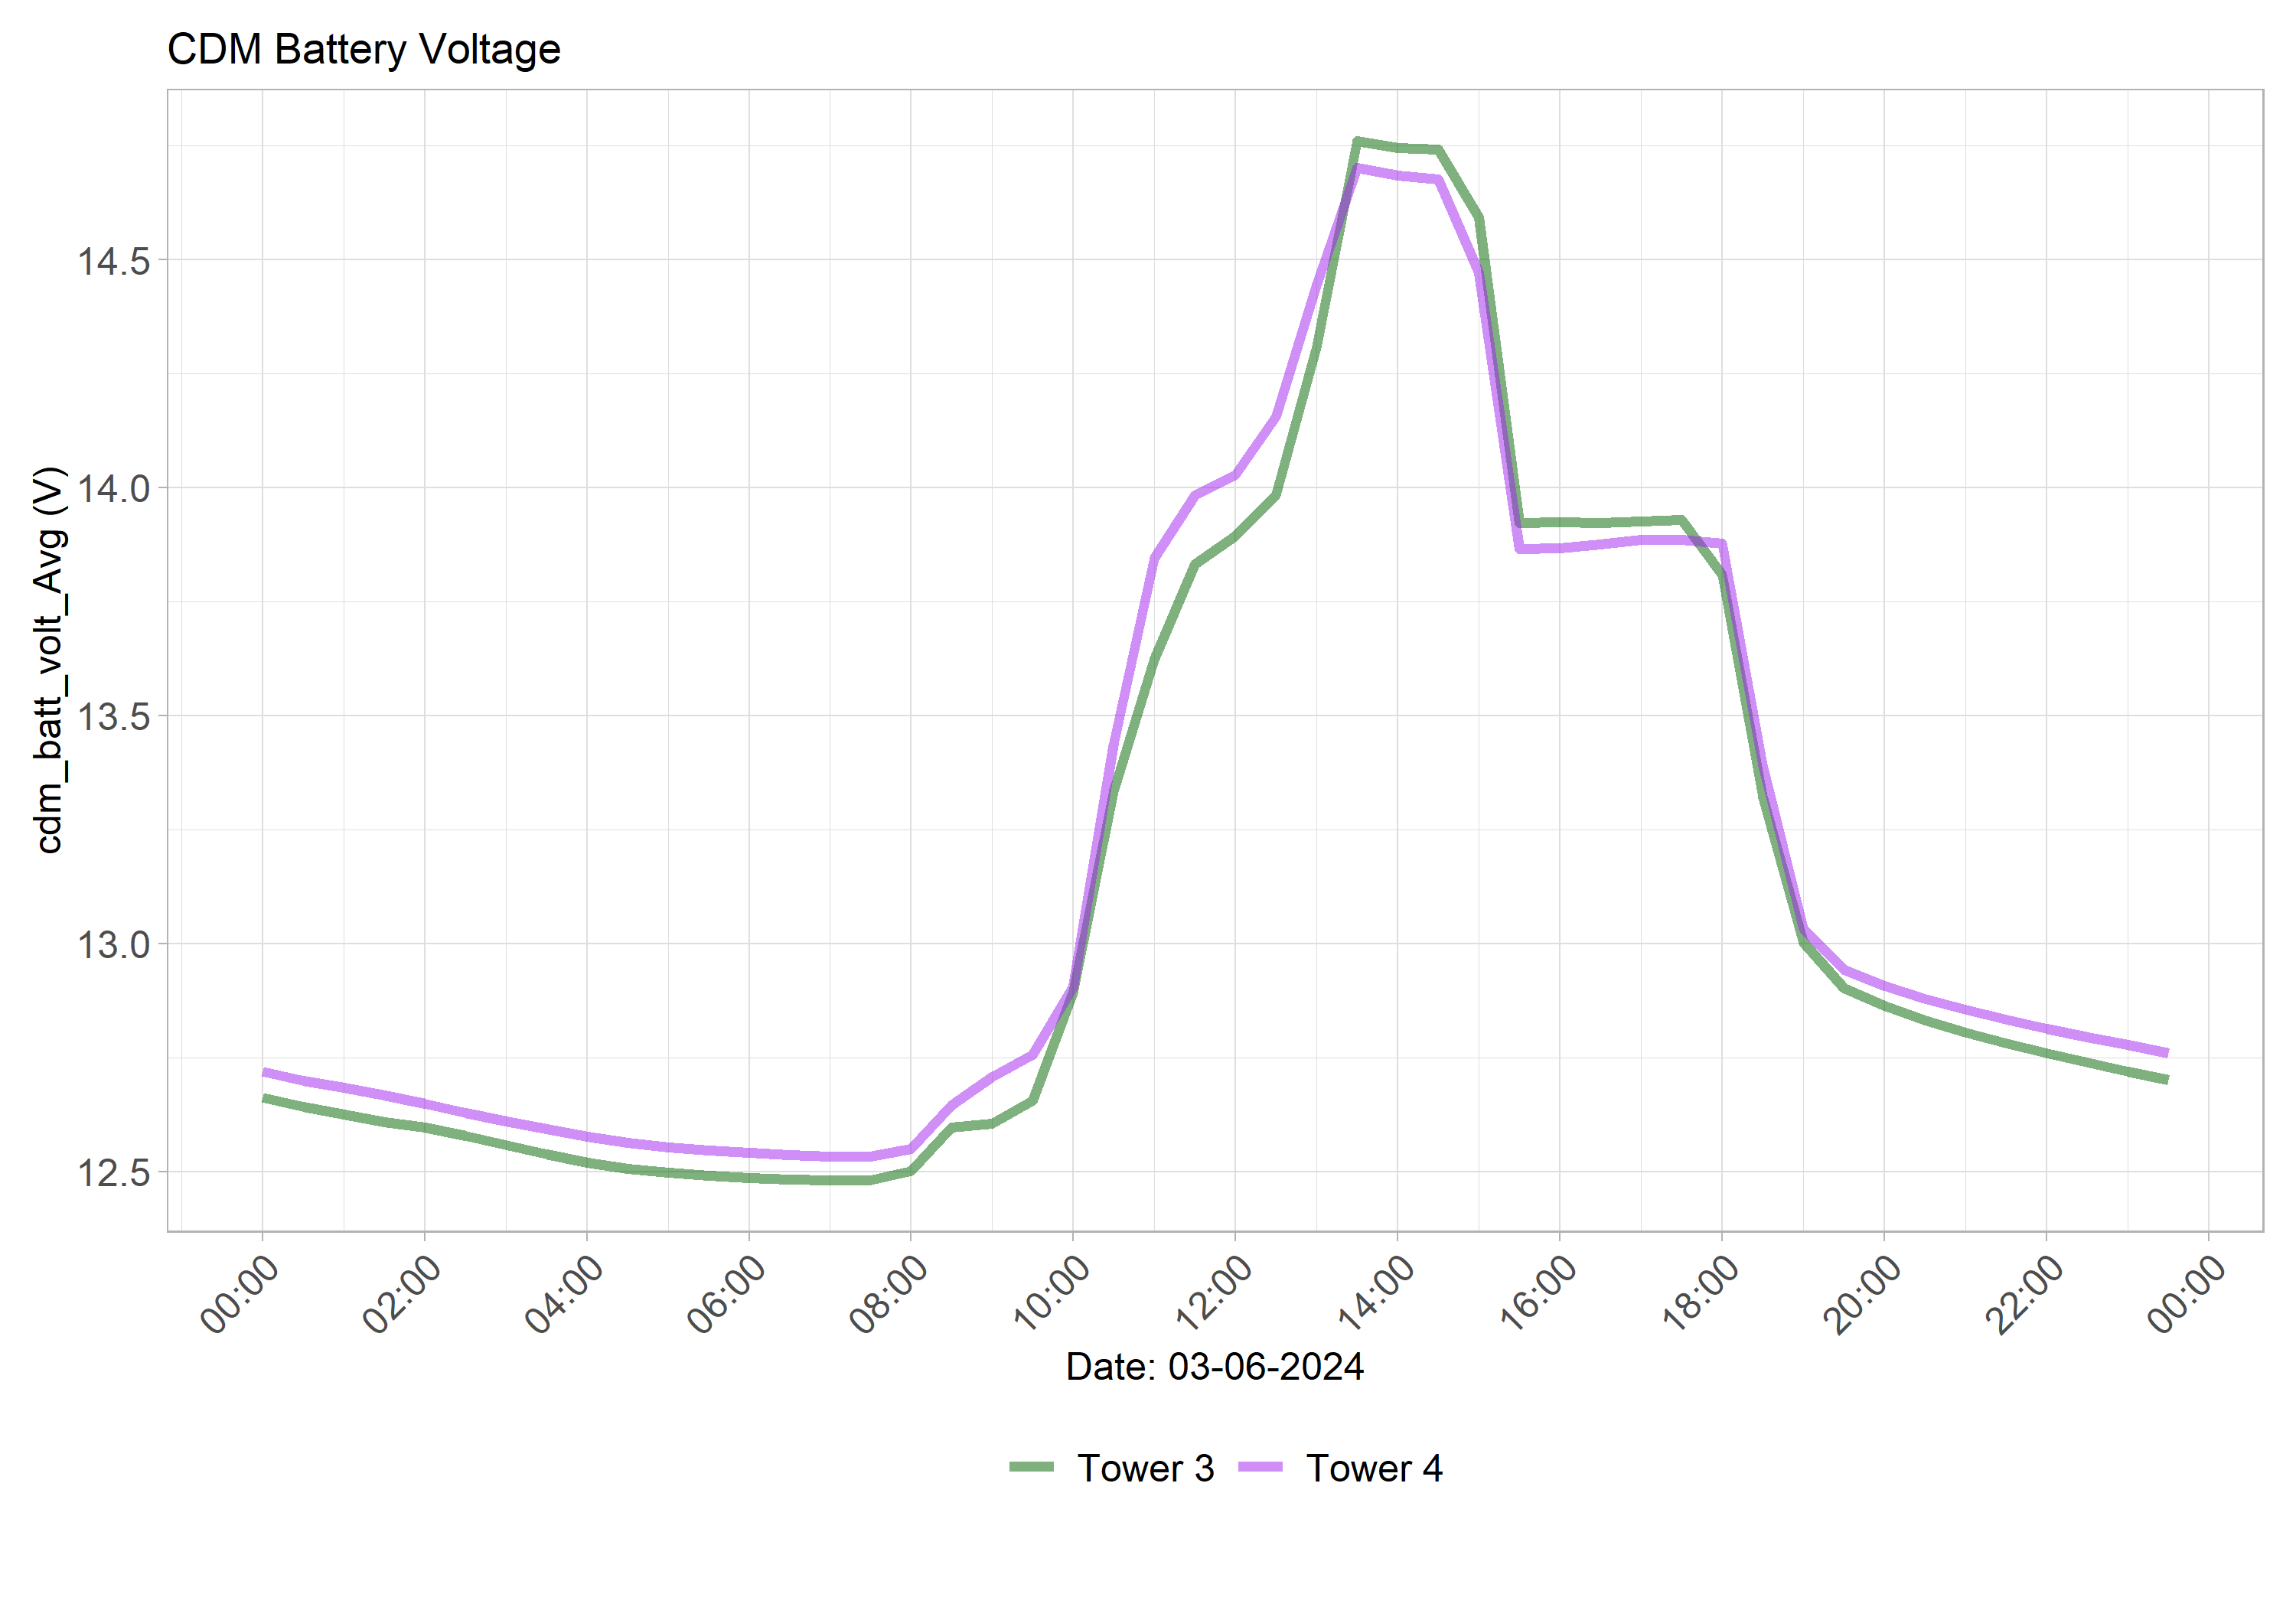 CDM Battery Voltage
cdm_batt_volt_Avg (V)
14.5
14.0
13.5
13.0
12.5
00:00 02:00 04:00 06:00 08:00 10:00 12:00 14:00 16:00 18:00 20:00 22:00 00:00
Date: 03-06-2024
Tower 3 Tower 4